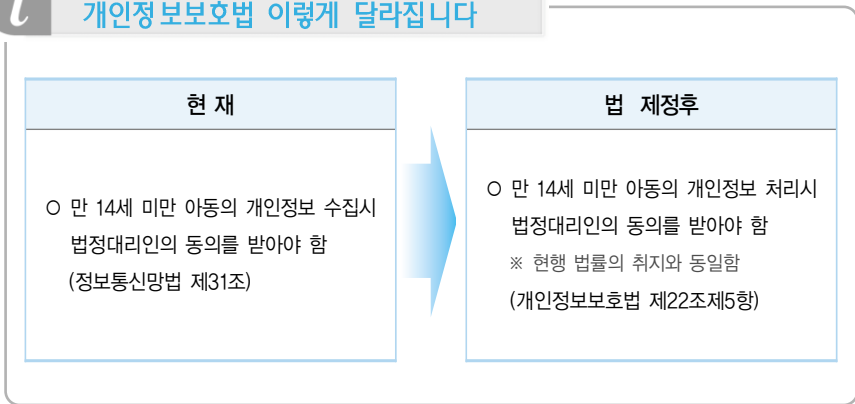 i
개인정보보호법 이렇게 달라집니다
현 재
○ 만 14세 미만 아동의 개인정보 수집시
법정대리인의 동의를 받아야 함
(정보통신망법 제31조)
법 제정후
○ 만 14세 미만 아동의 개인정보 처리시
법정대리인의 동의를 받아야 함
※ 현행 법률의 취지와 동일함
(개인정보보호법 제22조제5항)